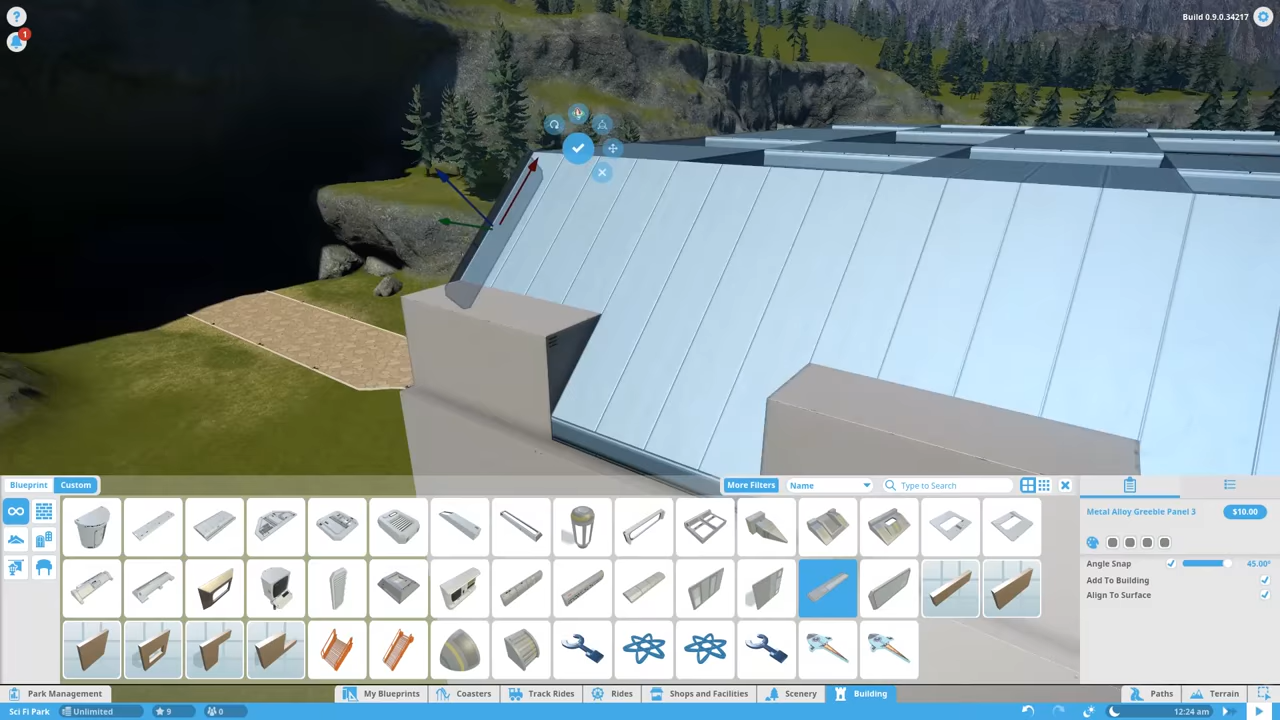 ?
1
Build 0.9.0.34217
Blueprint
Custom
More Filters
Name
Type to Search
Metal Alloy Greeble Panel 3
$10.00
Angle Snap
45.00°
Add To Building
Align To Surface
Park Management
My Blueprints
Coasters
Track Rides
Rides
Shops and Facilities
Scenery
Building
Paths
Terrain
Sci Fi Park
Unlimited
9
0
12:24 am